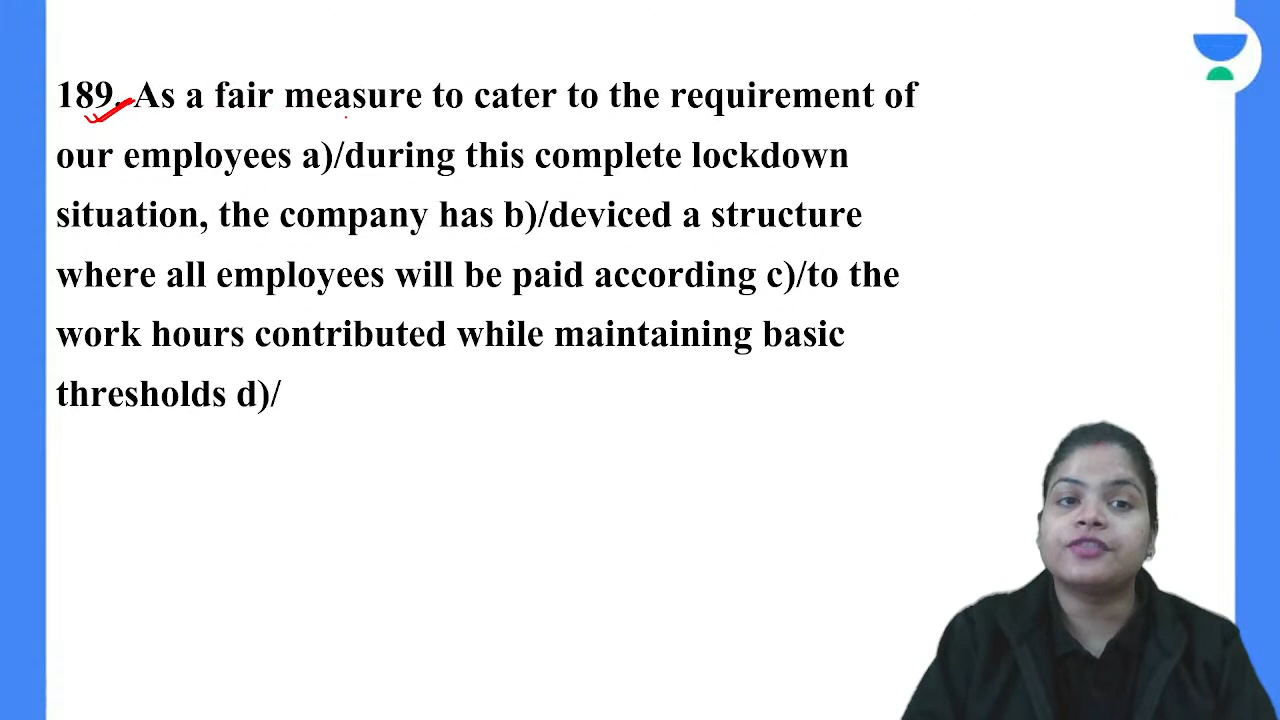 189. As a fair measure to cater to the requirement of
our employees a)/during this complete lockdown
situation, the company has b)/deviced a structure
where all employees will be paid according c)/to the
work hours contributed while maintaining basic
thresholds d)/